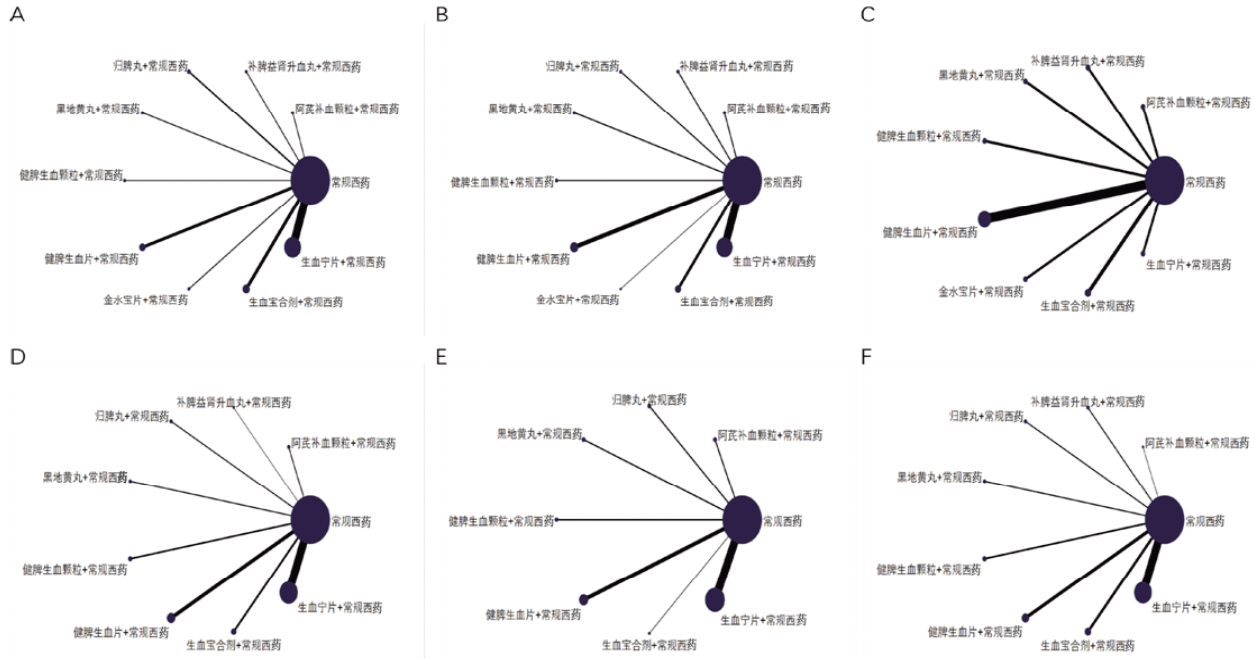 A
归脾丸+常规西药
补脾益肾升血丸+常规西药
黑地黄丸+常规西药
阿芪补血颗粒+常规西药
健脾生血颗粒+常规西药
常规西药
健脾生血片+常规西药
生血宁片+常规西药
金水宝片+常规西药
生血宝合剂+常规西药
B
归脾丸+常规西药
补脾益肾升血丸+常规西药
黑地黄丸+常规西药
阿芪补血颗粒+常规西药
健脾生血颗粒+常规西药
常规西药
健脾生血片+常规西药
生血宁片+常规西药
金水宝片+常规西药
生血宝合剂+常规西药
C
补脾益肾升血丸+常规西药
黑地黄丸+常规西药
阿芪补血颗粒+常规西药
健脾生血颗粒+常规西药
常规西药
健脾生血片+常规西药
生血宁片+常规西药
金水宝片+常规西药
生血宝合剂+常规西药
D
补脾益肾升血丸+常规西药
归脾丸+常规西药
阿芪补血颗粒+常规西药
黑地黄丸+常规西药
常规西药
健脾生血颗粒+常规西药
生血宁片+常规西药
健脾生血片+常规西药
生血宝合剂+常规西药
E
归脾丸+常规西药
黑地黄丸+常规西药
阿芪补血颗粒+常规西药
健脾生血颗粒+常规西药
常规西药
健脾生血片+常规西药
生血宁片+常规西药
生血宝合剂+常规西药
F
补脾益肾升血丸+常规西药
归脾丸+常规西药
阿芪补血颗粒+常规西药
黑地黄丸+常规西药
常规西药
健脾生血颗粒+常规西药
生血宁片+常规西药
健脾生血片+常规西药
生血宝合剂+常规西药